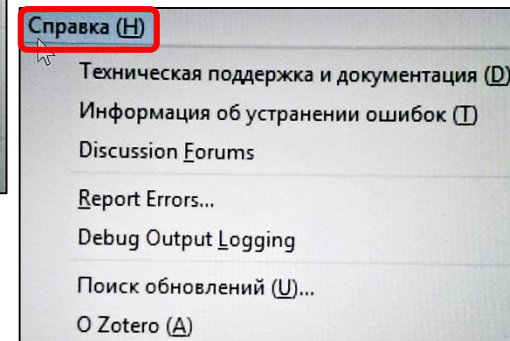 Справка (H)
Техническая поддержка и документация (D)
Информация об устранении ошибок (T)
Discussion Forums
Report Errors...
Debug Output Logging
Поиск обновлений (U)...
О Zotero (A)